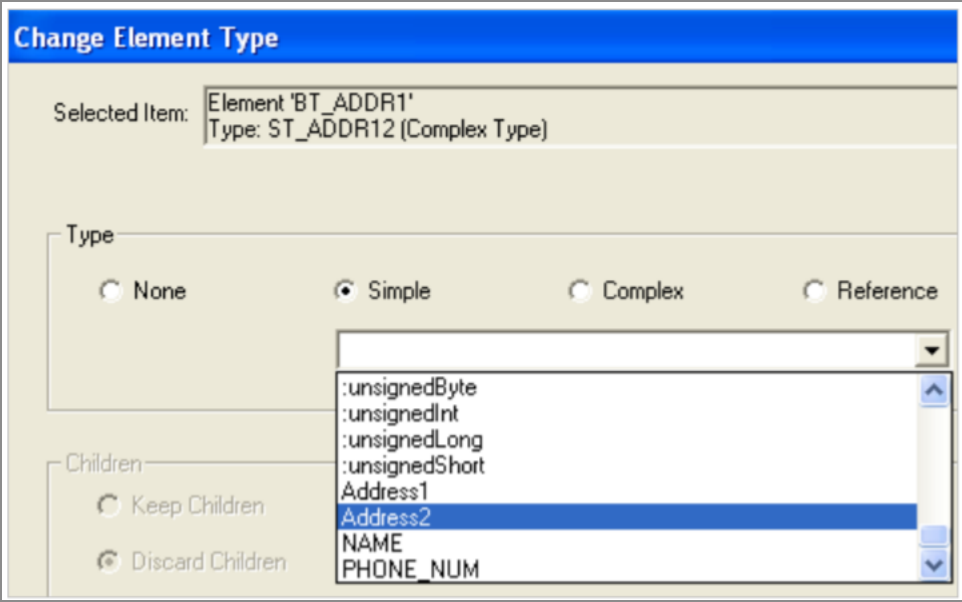 Change Element Type
Selected Item: Element 'BT_ADDR1'
Type: ST_ADDR12 (Complex Type)
Type
None Simple Complex Reference
:unsignedByte
:unsignedInt
:unsignedLong
:unsignedShort
Address1
Address2
NAME
PHONE_NUM
Children
Keep Children
Discard Children